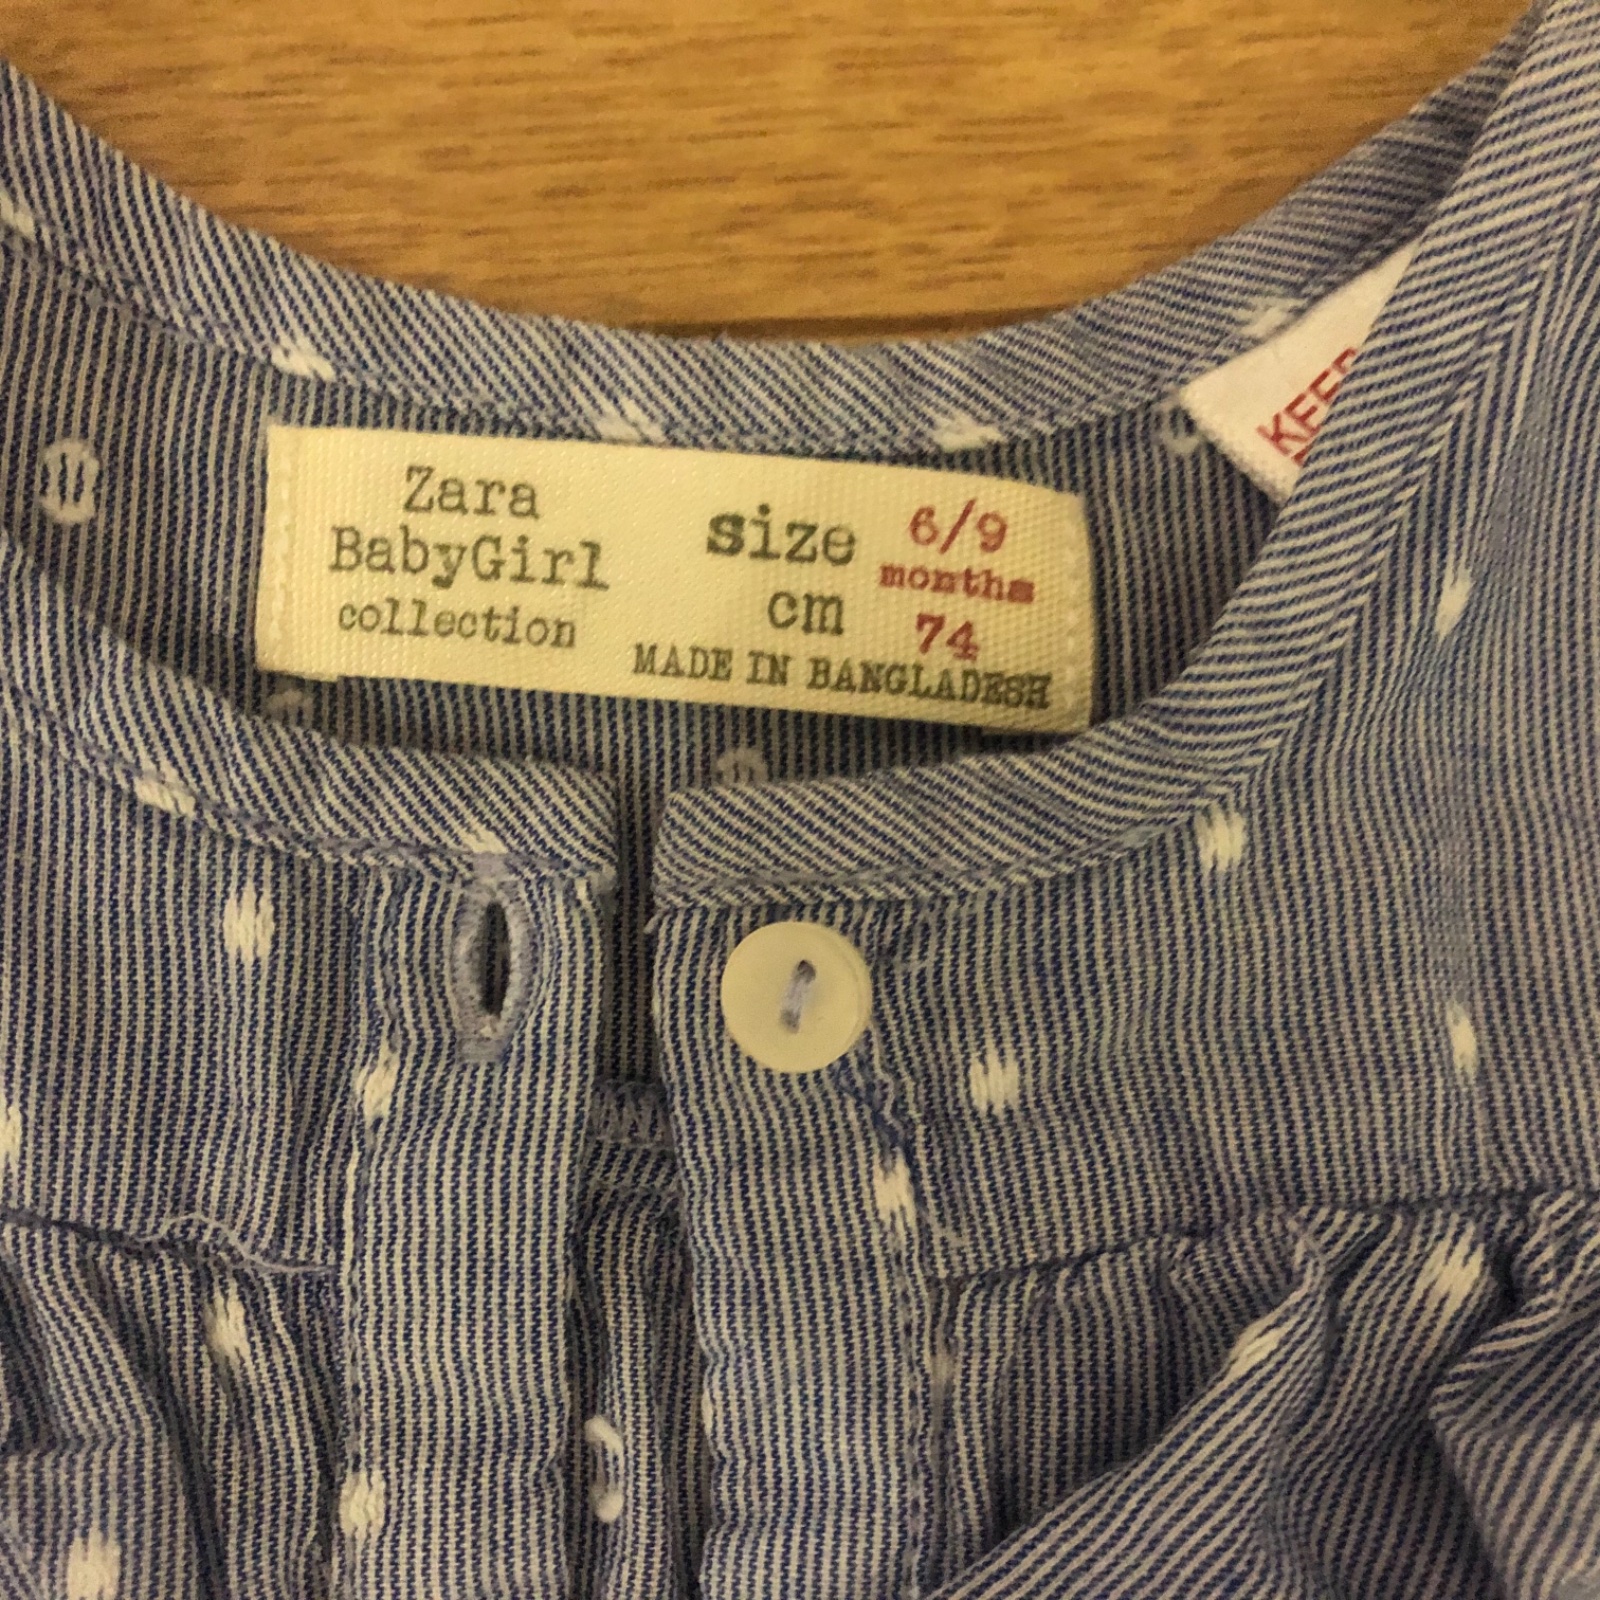 Zara
BabyGirl
collection
size 6/9
months
cm 74
MADE IN BANGLADESH